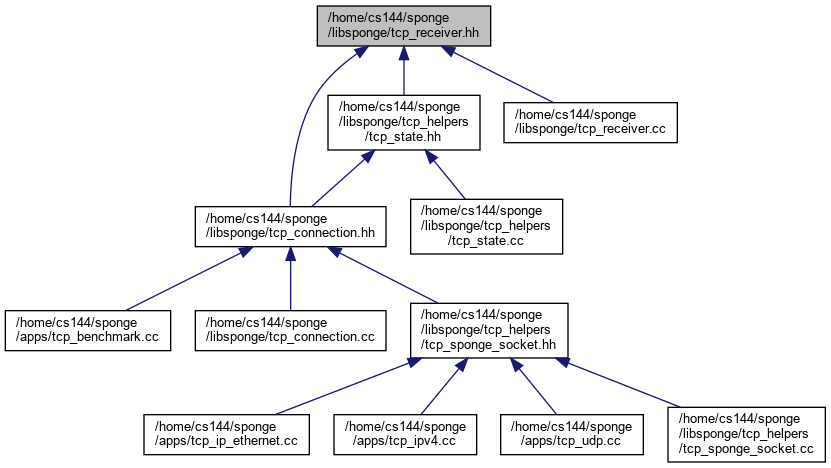 /home/cs144/sponge
/libsponge/tcp_receiver.hh
/home/cs144/sponge
/libsponge/tcp_helpers
/tcp_state.hh
/home/cs144/sponge
/libsponge/tcp_receiver.cc
/home/cs144/sponge
/libsponge/tcp_connection.hh
/home/cs144/sponge
/libsponge/tcp_helpers
/tcp_state.cc
/home/cs144/sponge
/apps/tcp_benchmark.cc
/home/cs144/sponge
/libsponge/tcp_connection.cc
/home/cs144/sponge
/libsponge/tcp_helpers
/tcp_sponge_socket.hh
/home/cs144/sponge
/apps/tcp_ip_ethernet.cc
/home/cs144/sponge
/apps/tcp_ipv4.cc
/home/cs144/sponge
/apps/tcp_udp.cc
/home/cs144/sponge
/libsponge/tcp_helpers
/tcp_sponge_socket.cc